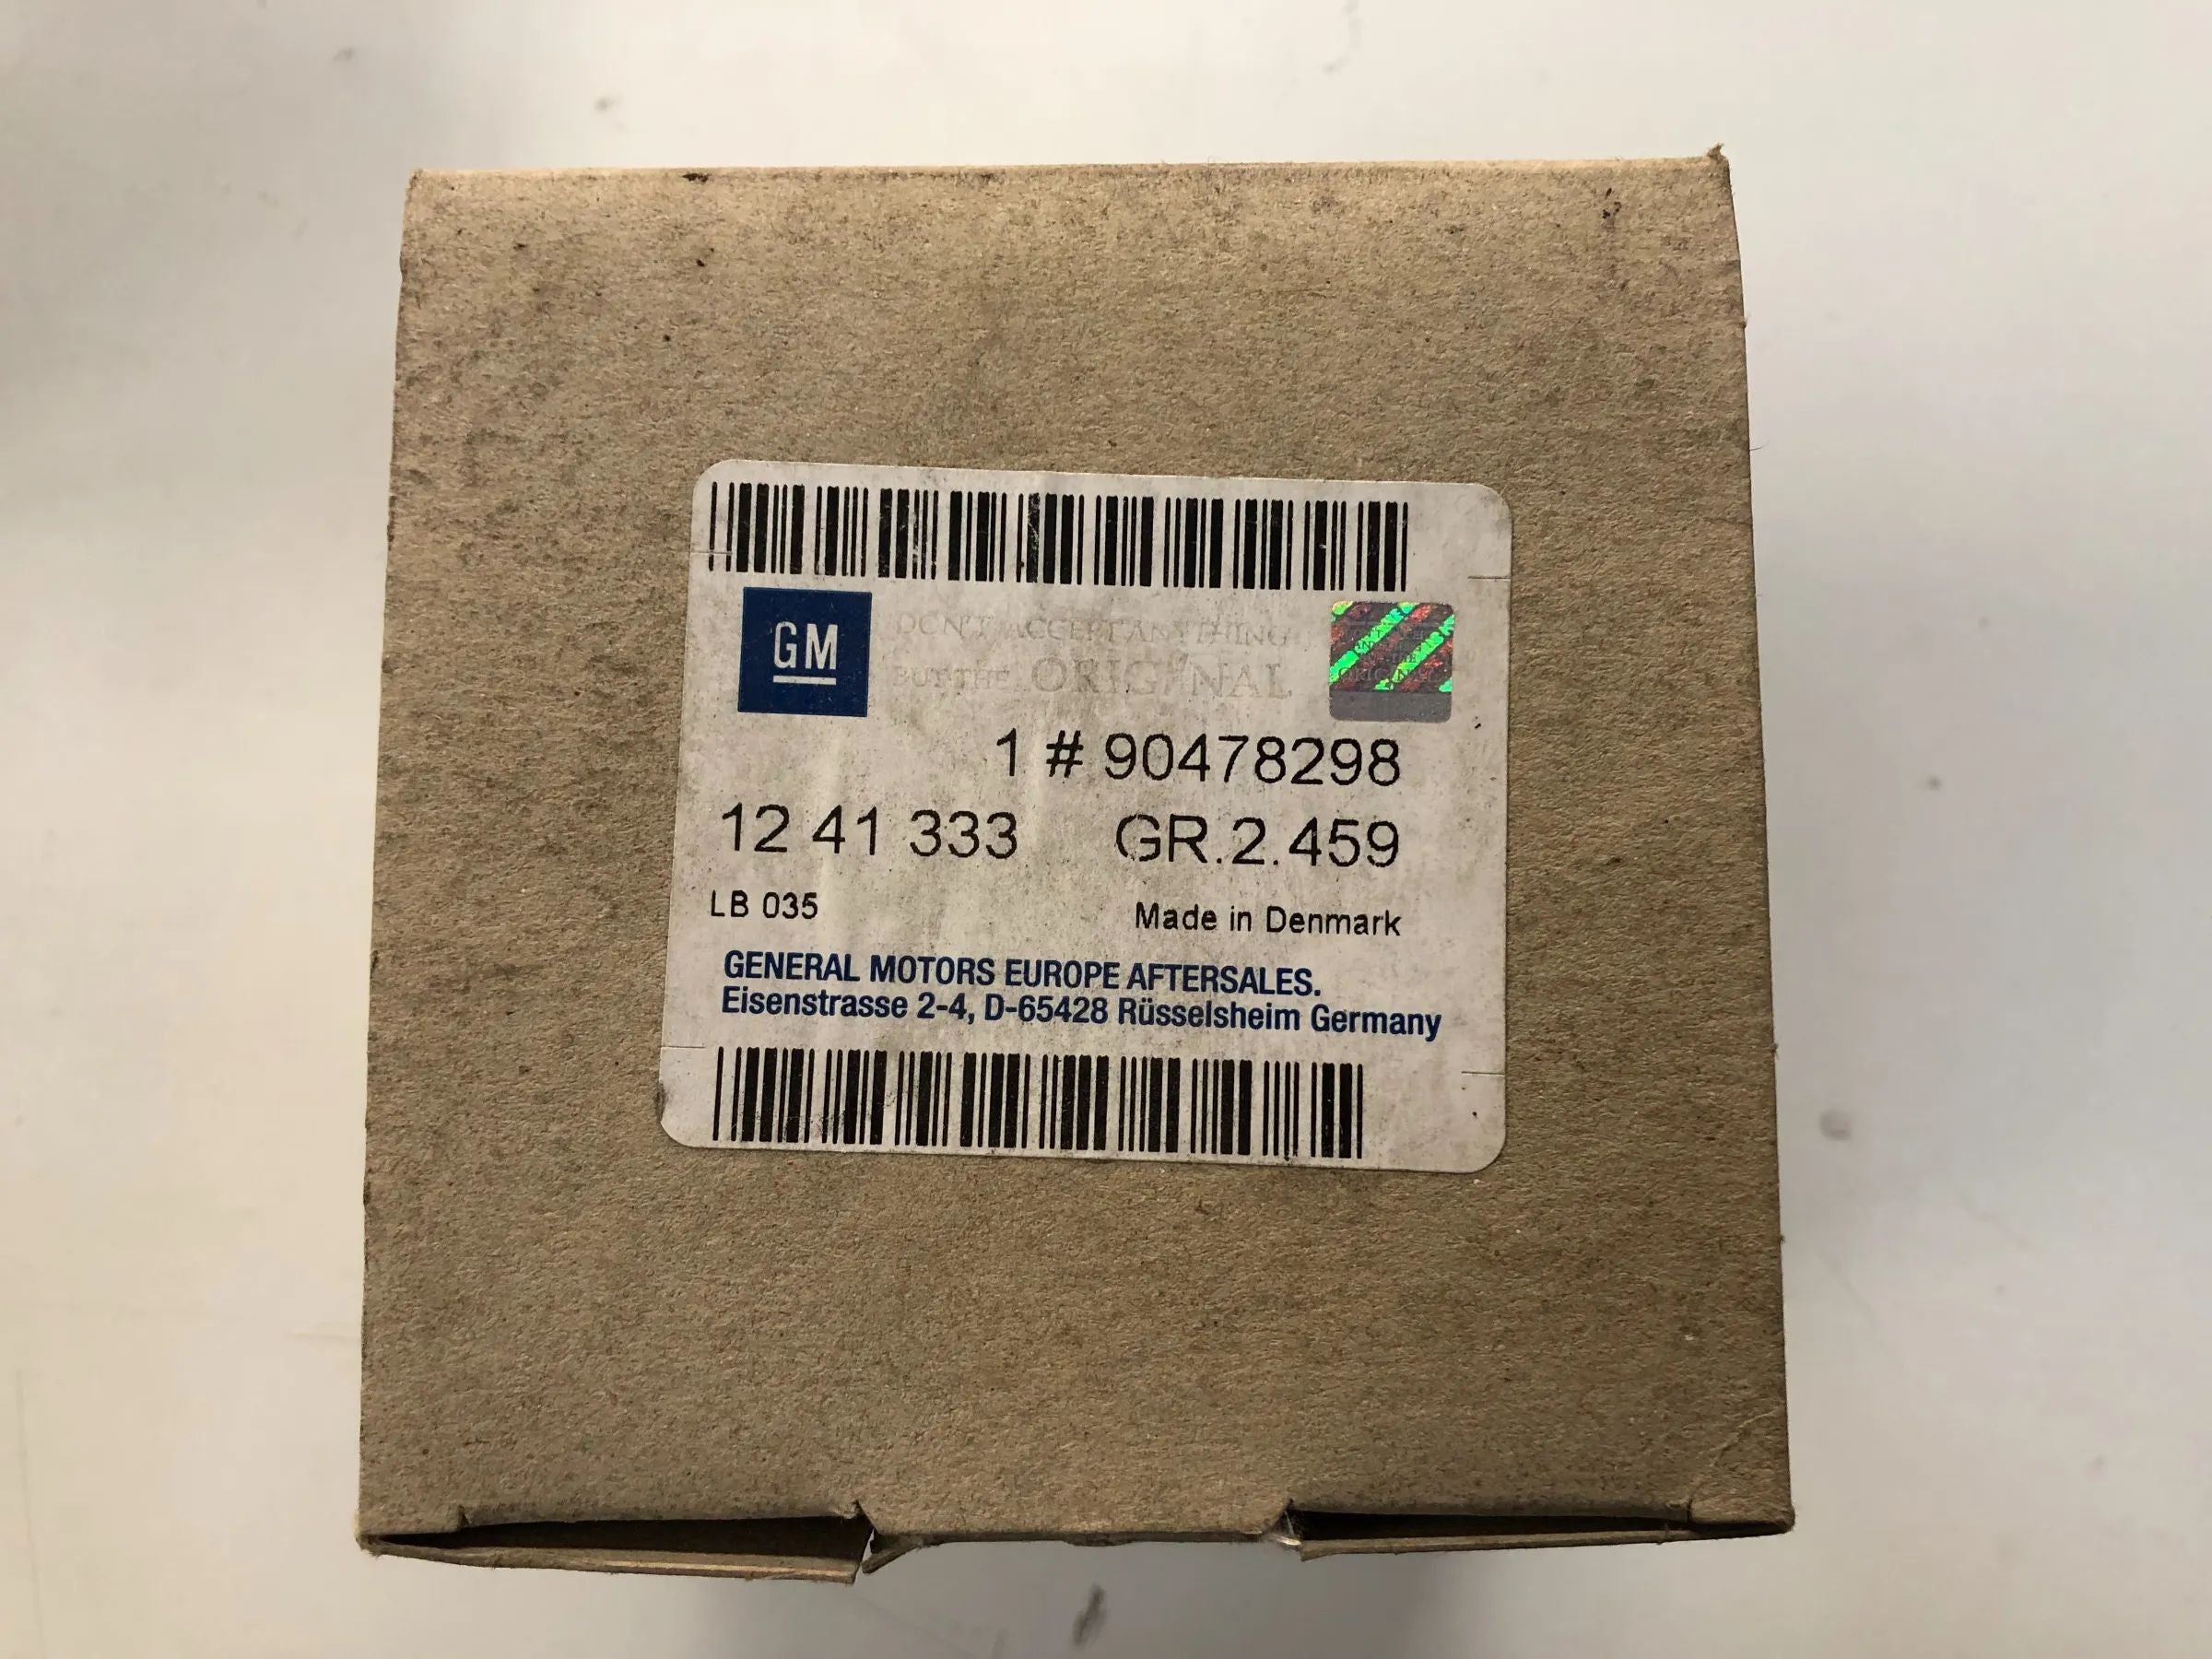 GM
DON'T ACCEPT ANYTHING
BUT THE ORIGINAL
1 # 90478298
12 41 333 GR.2.459
LB 035 Made in Denmark
GENERAL MOTORS EUROPE AFTERSALES.
Eisenstrasse 2-4, D-65428 Rüsselsheim Germany